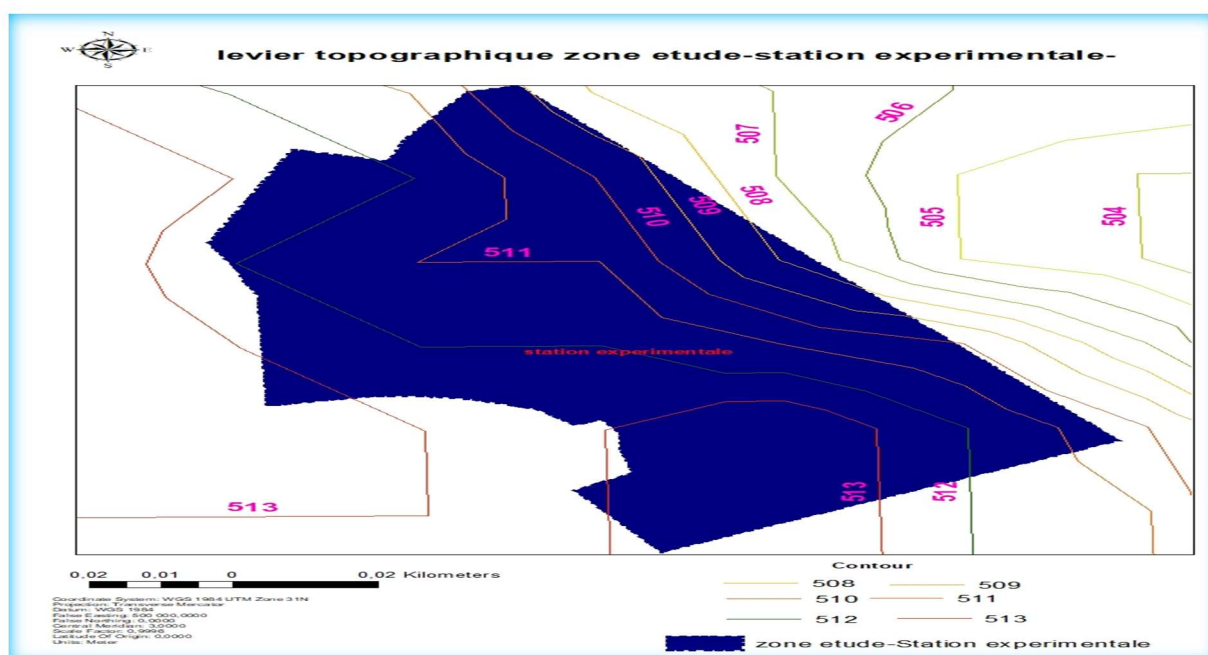 N
W E
S
levier topographique zone etude-station experimentale-
506
507
508
509
510
505
504
511
station experimentale
513
512
513
0,02 0,01 0 0,02 Kilometers
Coordinate System: WGS 1984 UTM Zone 31N
Projection: Transverse Mercator
Datum: WGS 1984
False Easting: 500 000,0000
False Northing: 0,0000
Central Meridian: 3,0000
Scale Factor: 0,9996
Latitude Of Origin: 0,0000
Units: Meter
Contour
508 509
510 511
512 513
zone etude-Station experimentale